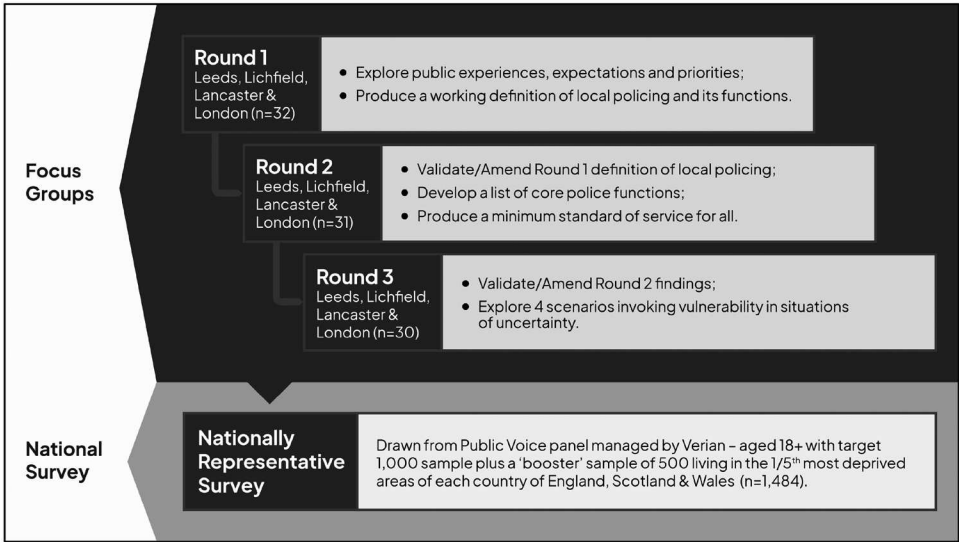 Focus
Groups
Round 1
Leeds, Lichfield,
Lancaster &
London (n=32)
• Explore public experiences, expectations and priorities;
• Produce a working definition of local policing and its functions.
Round 2
Leeds, Lichfield,
Lancaster &
London (n=31)
• Validate/Amend Round 1 definition of local policing;
• Develop a list of core police functions;
• Produce a minimum standard of service for all.
Round 3
Leeds, Lichfield,
Lancaster &
London (n=30)
• Validate/Amend Round 2 findings;
• Explore 4 scenarios invoking vulnerability in situations
of uncertainty.
National
Survey
Nationally
Representative
Survey
Drawn from Public Voice panel managed by Verian – aged 18+ with target
1,000 sample plus a ‘booster’ sample of 500 living in the 1/5th most deprived
areas of each country of England, Scotland & Wales (n=1,484).